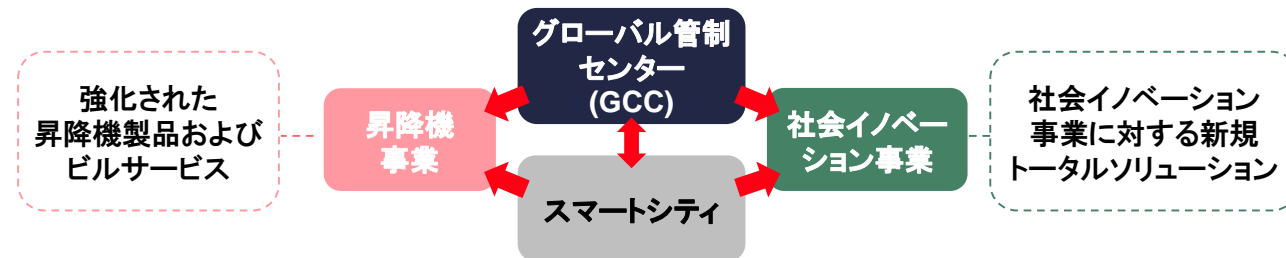 グローバル管制
センター
(GCC)
強化された
昇降機製品および
ビルサービス
昇降機
事業
社会イノベー
ション事業
社会イノベーション
事業に対する新規
トータルソリューション
スマートシティ